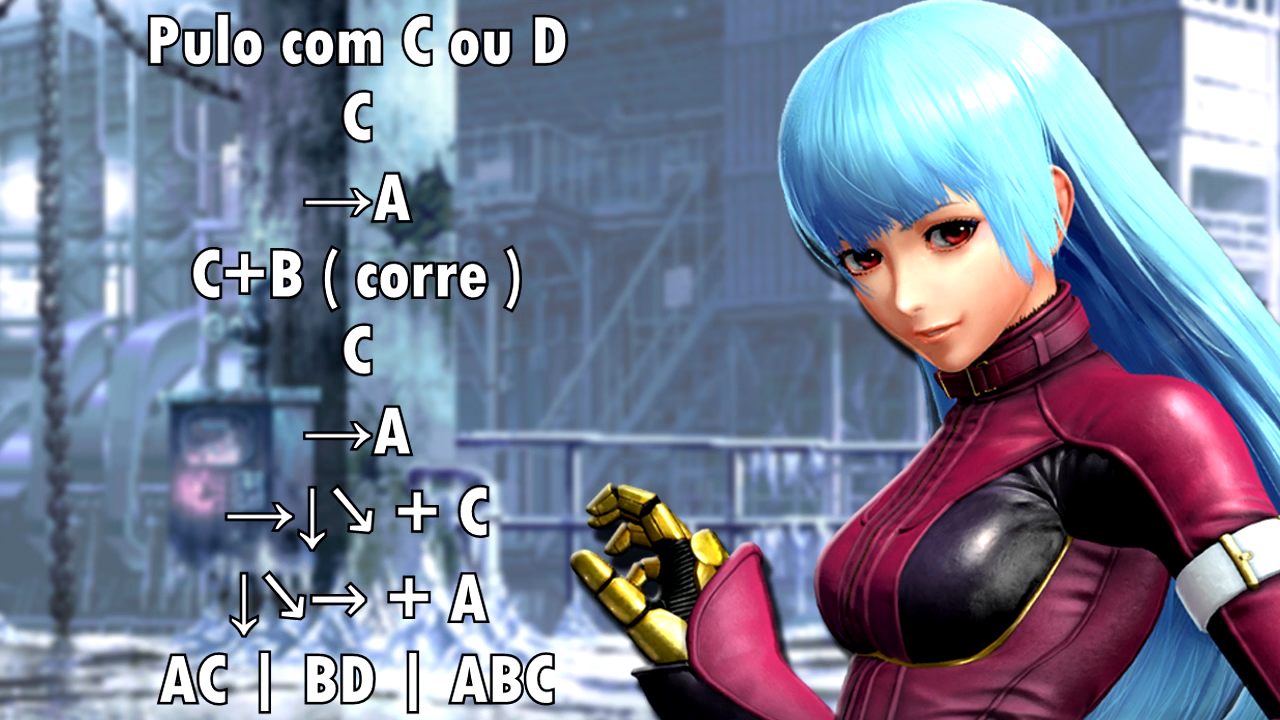 Pulo com C ou D
C
→A
C+B ( corre )
C
→A
→↓↘ + C
↓↘→ + A
AC | BD | ABC